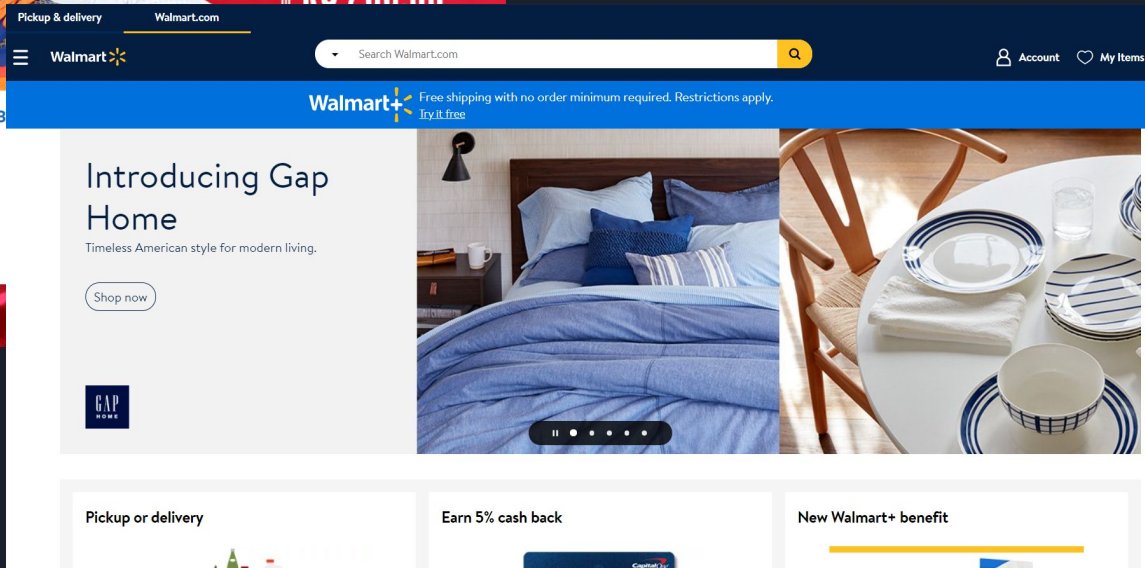 Pickup & delivery
Walmart.com
Walmart
Search Walmart.com
Account
My Items
Walmart+
Free shipping with no order minimum required. Restrictions apply.
Try it free
Introducing Gap
Home
Timeless American style for modern living.
Shop now
GAP
HOME
Pickup or delivery
Earn 5% cash back
New Walmart+ benefit
Capital